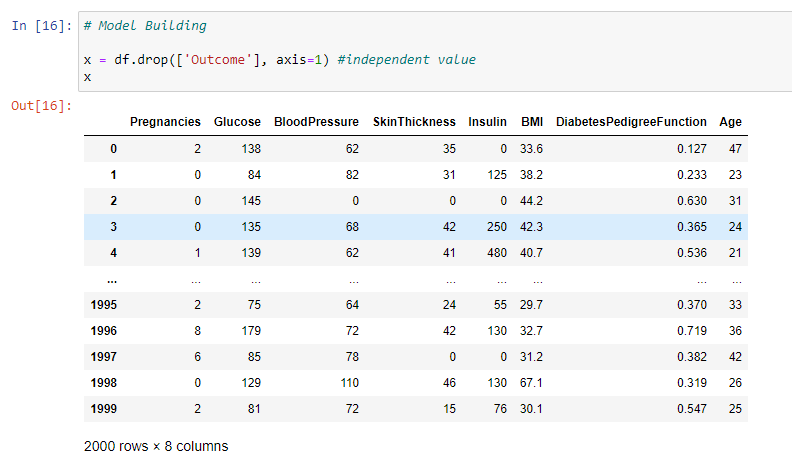 In [16]: # Model Building
x = df.drop(['Outcome'], axis=1) #independent value
x
Out[16]:
Pregnancies Glucose BloodPressure SkinThickness Insulin BMI DiabetesPedigreeFunction Age
0 2 138 62 35 0 33.6 0.127 47
1 0 84 82 31 125 38.2 0.233 23
2 0 145 0 0 0 44.2 0.630 31
3 0 135 68 42 250 42.3 0.365 24
4 1 139 62 41 480 40.7 0.536 21
... ... ... ... ... ... ... ... ...
1995 2 75 64 24 55 29.7 0.370 33
1996 8 179 72 42 130 32.7 0.719 36
1997 6 85 78 0 0 31.2 0.382 42
1998 0 129 110 46 130 67.1 0.319 26
1999 2 81 72 15 76 30.1 0.547 25
2000 rows × 8 columns